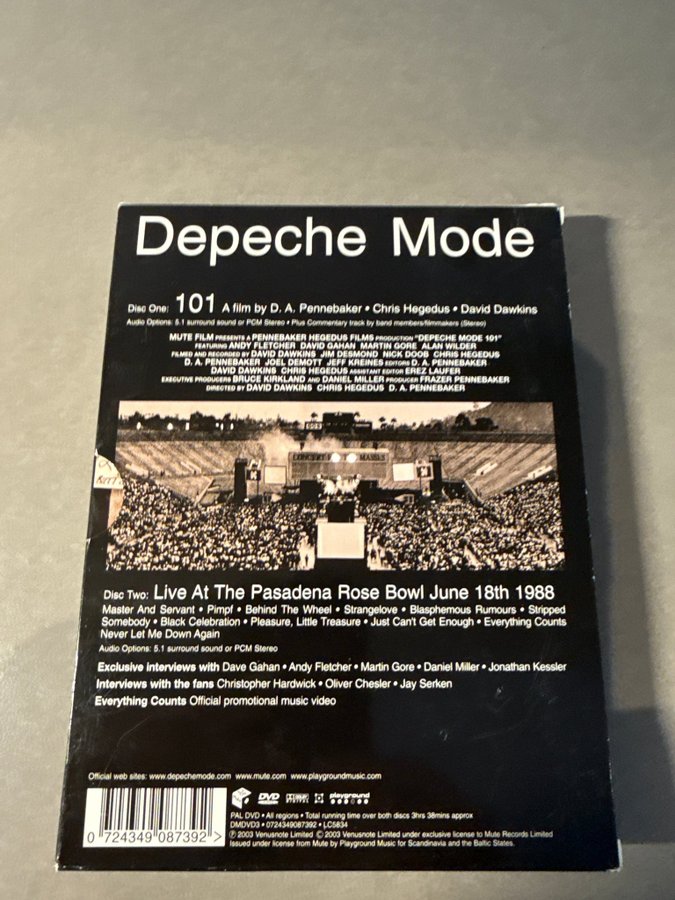 Depeche Mode
Disc One: 101 A film by D. A. Pennebaker • Chris Hegedus • David Dawkins
Audio Options: 5.1 surround sound or PCM Stereo • Plus Commentary track by band members/filmmakers (Stereo)
MUTE FILM PRESENTS A PENNEBAKER HEGEDUS FILMS PRODUCTION "DEPECHE MODE 101"
FEATURING ANDY FLETCHER DAVID GAHAN MARTIN GORE ALAN WILDER
FILMED AND RECORDED BY DAVID DAWKINS JIM DESMOND NICK DOOB CHRIS HEGEDUS
D. A. PENNEBAKER JOEL DEMOTT JEFF KREINES EDITORS D. A. PENNEBAKER
DAVID DAWKINS CHRIS HEGEDUS ASSISTANT EDITOR EREZ LAUFER
EXECUTIVE PRODUCERS BRUCE KIRKLAND AND DANIEL MILLER PRODUCER FRAZER PENNEBAKER
DIRECTED BY DAVID DAWKINS CHRIS HEGEDUS D. A. PENNEBAKER
Disc Two: Live At The Pasadena Rose Bowl June 18th 1988
Master And Servant • Pimpf • Behind The Wheel • Strangelove • Blasphemous Rumours • Stripped
Somebody • Black Celebration • Pleasure, Little Treasure • Just Can't Get Enough • Everything Counts
Never Let Me Down Again
Audio Options: 5.1 surround sound or PCM Stereo
Exclusive interviews with Dave Gahan • Andy Fletcher • Martin Gore • Daniel Miller • Jonathan Kessler
Interviews with the fans Christopher Hardwick • Oliver Chesler • Jay Serken
Everything Counts Official promotional music video
Official web sites: www.depechemode.com www.mute.com www.playgroundmusic.com
DVD
playground
PAL DVD • All regions • Total running time over both discs 3hrs 38mins approx
DMDVD3 • 0724349087392 • LC5834
℗ 2003 Venusnote Limited © 2003 Venusnote Limited under exclusive license to Mute Records Limited
Issued under license from Mute by Playground Music for Scandinavia and the Baltic States.
0 724349 087392 >